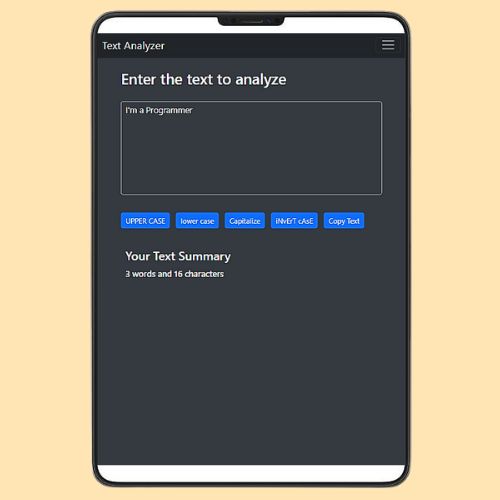 Text Analyzer
Enter the text to analyze
I'm a Programmer
UPPER CASE lower case Capitalize iNvErT cAsE Copy Text
Your Text Summary
3 words and 16 characters